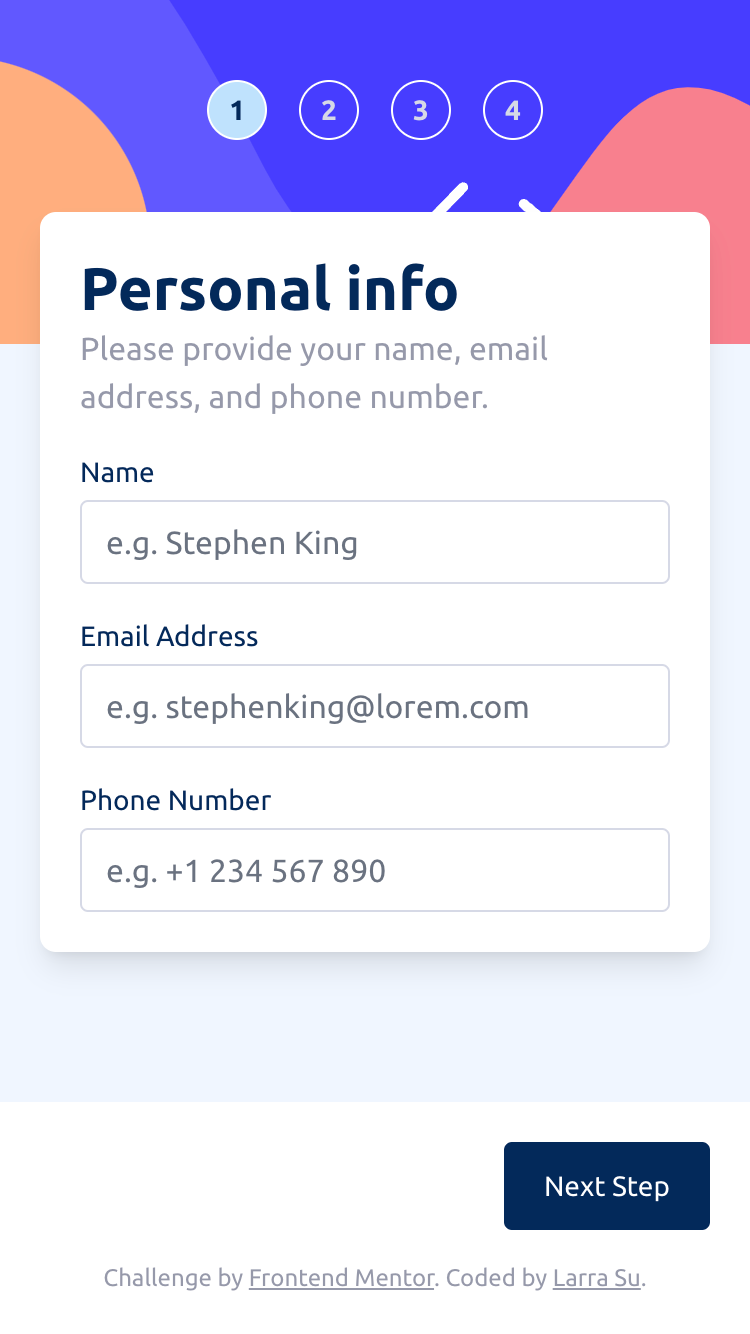 1 2 3 4
Personal info
Please provide your name, email
address, and phone number.
Name
e.g. Stephen King
Email Address
e.g. stephenking@lorem.com
Phone Number
e.g. +1 234 567 890
Next Step
Challenge by Frontend Mentor. Coded by Larra Su.